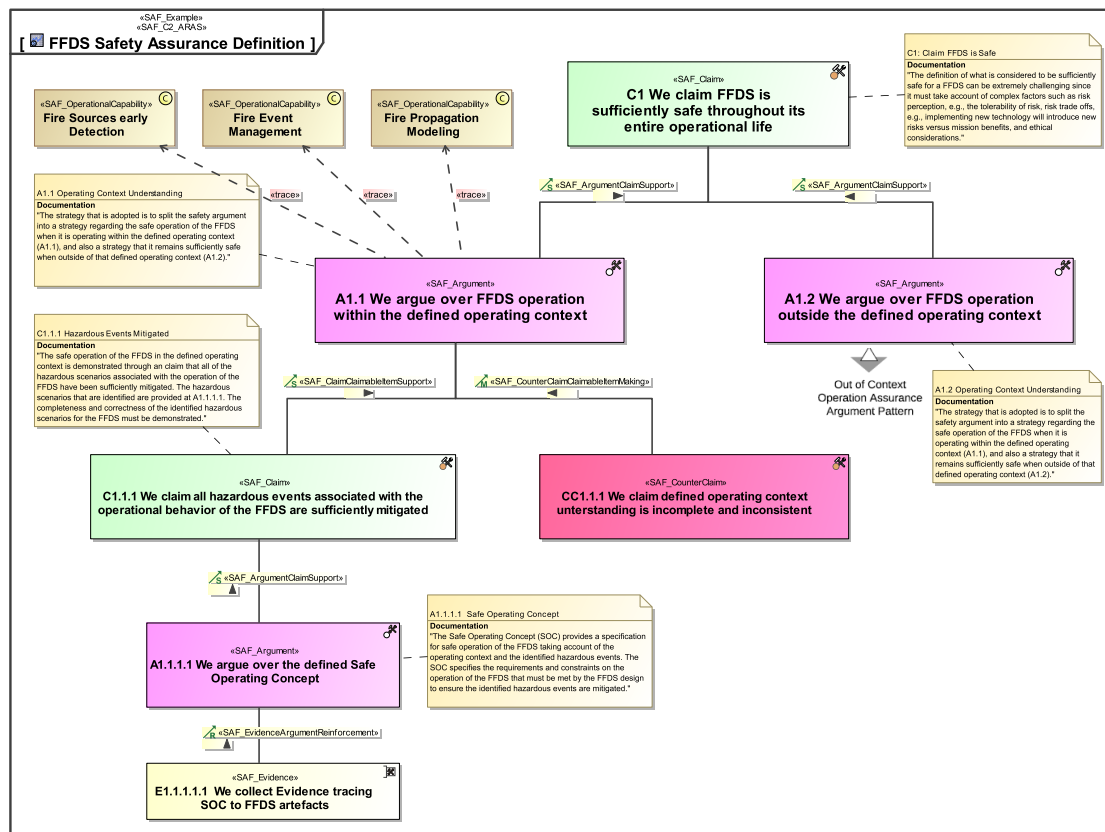 «SAF_Example»
«SAF_C2_ARAS»
[ FFDS Safety Assurance Definition ]
«SAF_OperationalCapability»
Fire Sources early
Detection
C
«SAF_OperationalCapability»
Fire Event
Management
C
«SAF_OperationalCapability»
Fire Propagation
Modeling
C
«SAF_Claim»
C1 We claim FFDS is
sufficiently safe throughout its
entire operational life
C1: Claim FFDS is Safe
Documentation
"The definition of what is considered to be sufficiently
safe for a FFDS can be extremely challenging since
it must take account of complex factors such as risk
perception, e.g., the tolerability of risk, risk trade offs,
e.g., implementing new technology will introduce new
risks versus mission benefits, and ethical
considerations."
«trace»
«trace»
«trace»
S «SAF_ArgumentClaimSupport»
S «SAF_ArgumentClaimSupport»
A1.1 Operating Context Understanding
Documentation
"The strategy that is adopted is to split the safety argument
into a strategy regarding the safe operation of the FFDS
when it is operating within the defined operating context
(A1.1), and also a strategy that it remains sufficiently safe
when outside of that defined operating context (A1.2)."
«SAF_Argument»
A1.1 We argue over FFDS operation
within the defined operating context
«SAF_Argument»
A1.2 We argue over FFDS operation
outside the defined operating context
Out of Context
Operation Assurance
Argument Pattern
C1.1.1 Hazardous Events Mitigated
Documentation
"The safe operation of the FFDS in the defined operating
context is demonstrated through an claim that all of the
hazardous scenarios associated with the operation of the
FFDS have been sufficiently mitigated. The hazardous
scenarios that are identified are provided at A1.1.1.1. The
completeness and correctness of the identified hazardous
scenarios for the FFDS must be demonstrated."
S «SAF_ClaimClaimableItemSupport»
M «SAF_CounterClaimClaimableItemMaking»
A1.2 Operating Context Understanding
Documentation
"The strategy that is adopted is to split the
safety argument into a strategy regarding the
safe operation of the FFDS when it is
operating within the defined operating
context (A1.1), and also a strategy that it
remains sufficiently safe when outside of that
defined operating context (A1.2)."
«SAF_Claim»
C1.1.1 We claim all hazardous events associated with the
operational behavior of the FFDS are sufficiently mitigated
«SAF_CounterClaim»
CC1.1.1 We claim defined operating context
unterstanding is incomplete and inconsistent
S «SAF_ArgumentClaimSupport»
«SAF_Argument»
A1.1.1.1 We argue over the defined Safe
Operating Concept
A1.1.1.1 Safe Operating Concept
Documentation
"The Safe Operating Concept (SOC) provides a specification
for safe operation of the FFDS taking account of the
operating context and the identified hazardous events. The
SOC specifies the requirements and constraints on the
operation of the FFDS that must be met by the FFDS design
to ensure the identified hazardous events are mitigated."
R «SAF_EvidenceArgumentReinforcement»
«SAF_Evidence»
E1.1.1.1.1 We collect Evidence tracing
SOC to FFDS artefacts